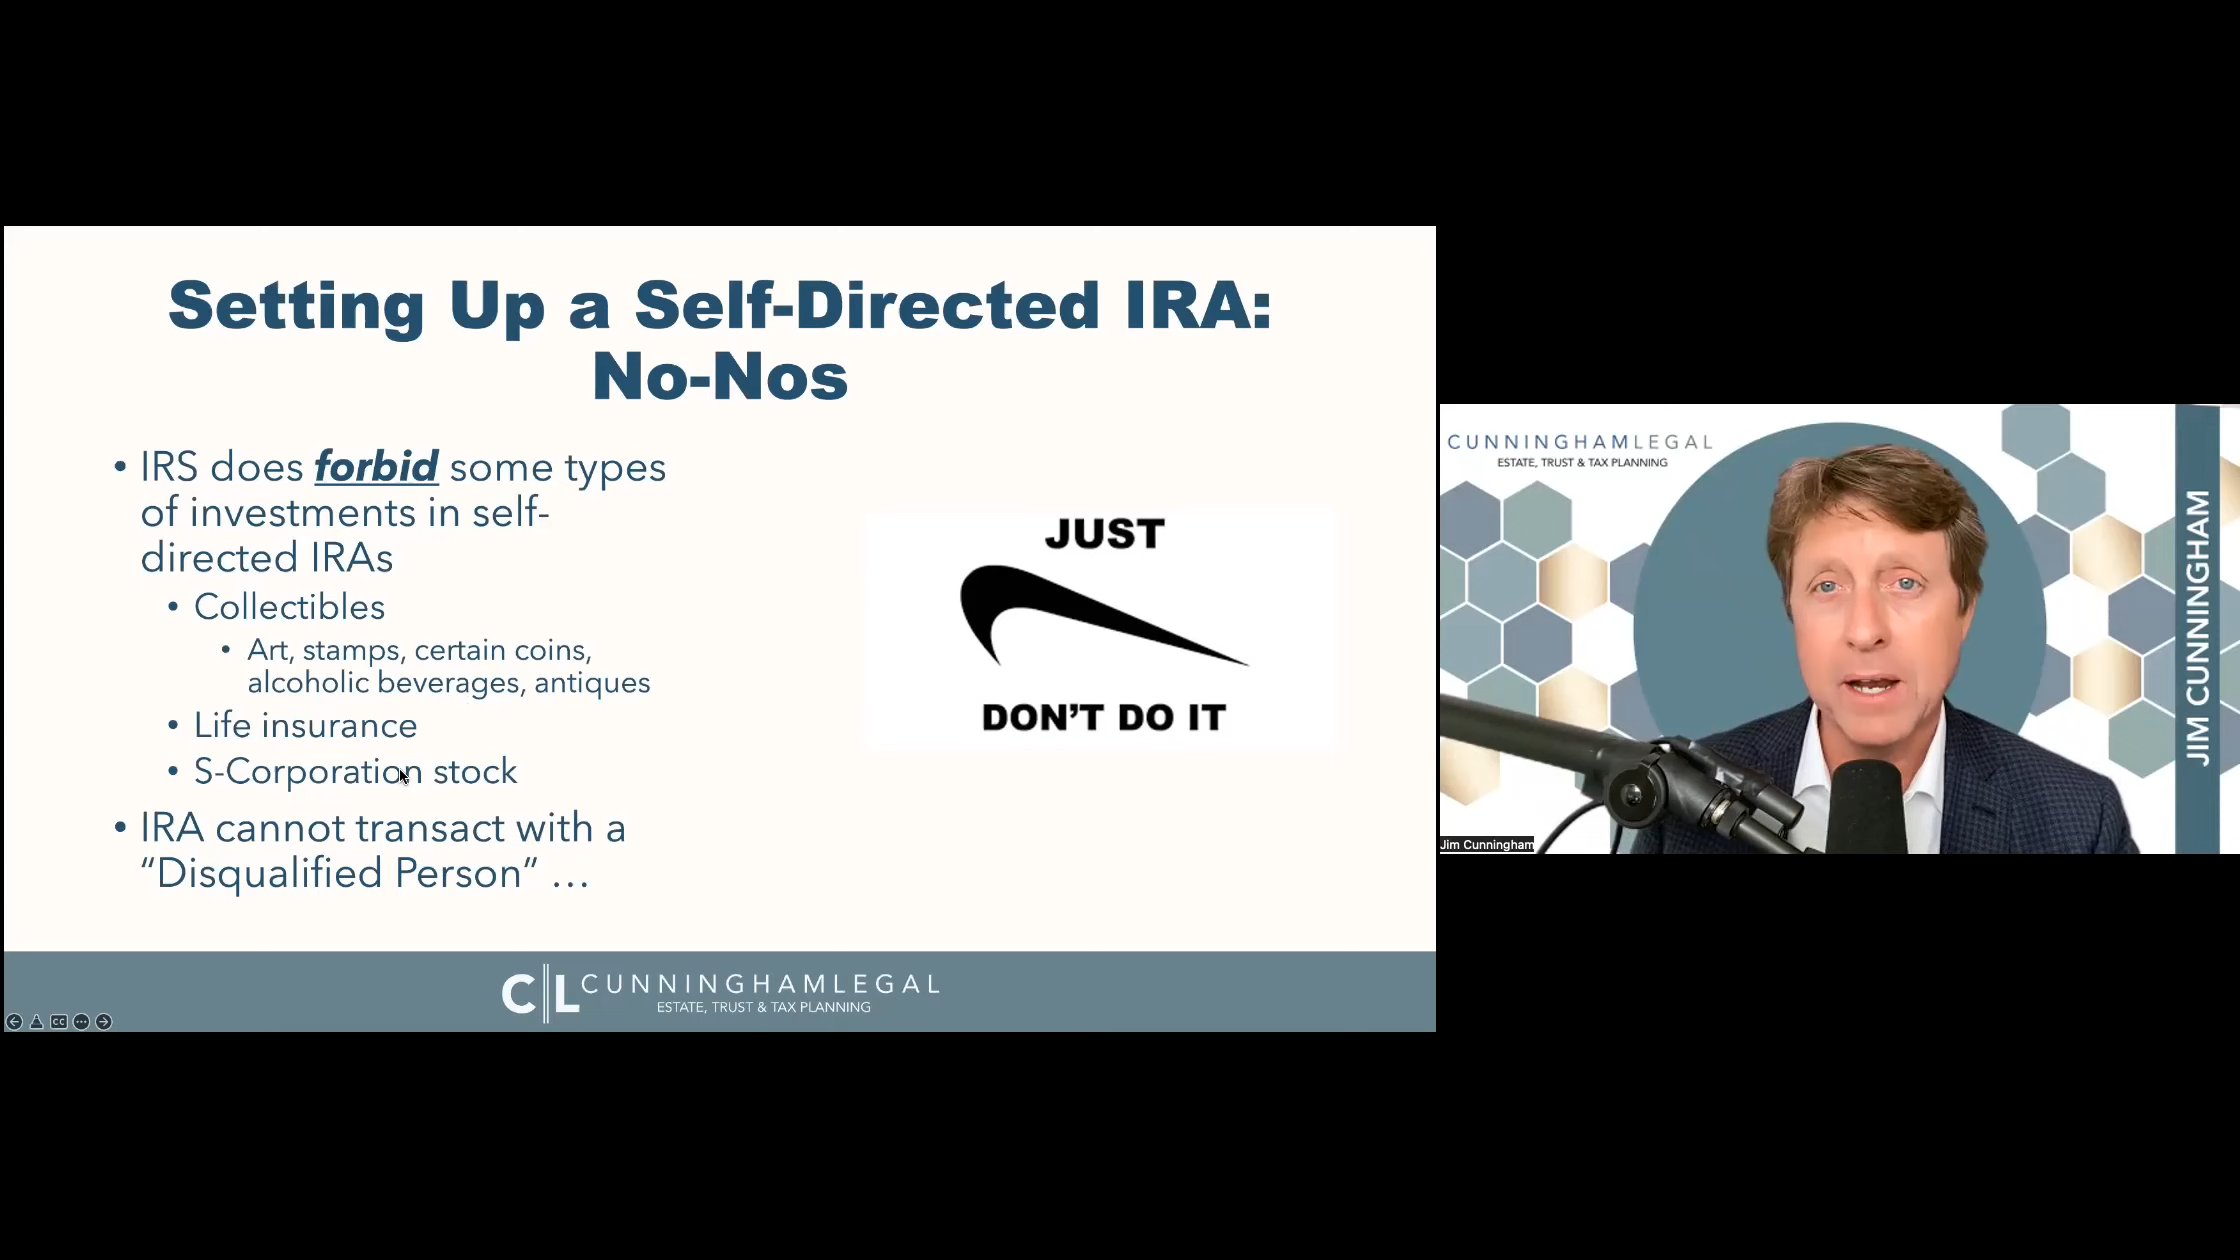 Setting Up a Self-Directed IRA:
No-Nos
• IRS does forbid some types
of investments in self-
directed IRAs
• Collectibles
• Art, stamps, certain coins,
alcoholic beverages, antiques
• Life insurance
• S-Corporation stock
• IRA cannot transact with a
“Disqualified Person” …
JUST
DON’T DO IT
CL CUNNINGHAMLEGAL
ESTATE, TRUST & TAX PLANNING
CC
CUNNINGHAMLEGAL
ESTATE, TRUST & TAX PLANNING
JIM CUNNINGHAM
Jim Cunningham